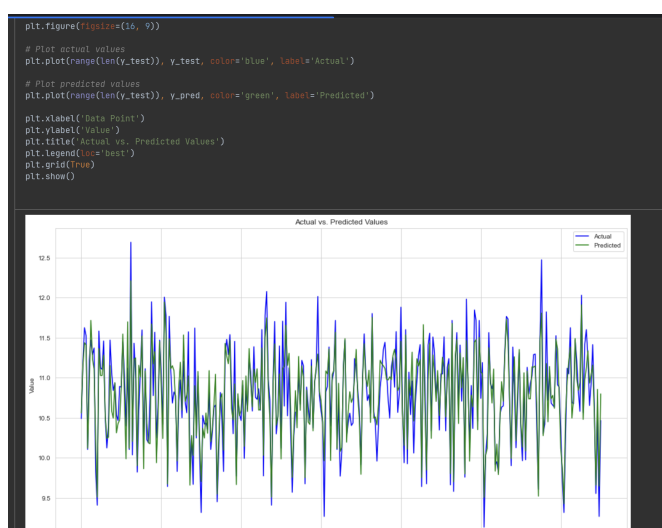 plt.figure(figsize=(16, 9))
# Plot actual values
plt.plot(range(len(y_test)), y_test, color='blue', label='Actual')
# Plot predicted values
plt.plot(range(len(y_test)), y_pred, color='green', label='Predicted')
plt.xlabel('Data Point')
plt.ylabel('Value')
plt.title('Actual vs. Predicted Values')
plt.legend(loc='best')
plt.grid(True)
plt.show()
Actual vs. Predicted Values
Actual
Predicted
12.5
12.0
11.5
11.0
Value
10.5
10.0
9.5